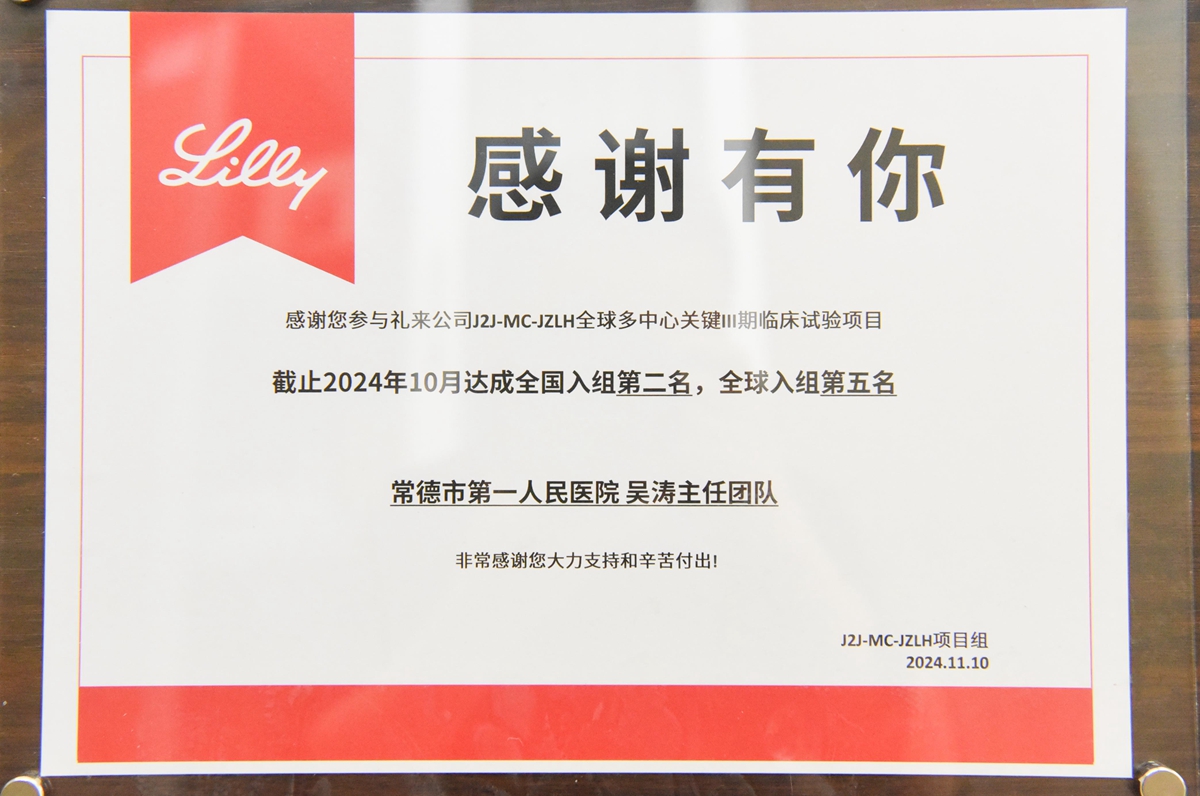 Lilly
感谢有你
感谢您参与礼来公司J2J-MC-JZLH全球多中心关键III期临床试验项目
截止2024年10月达成全国入组第二名，全球入组第五名
常德市第一人民医院 吴涛主任团队
非常感谢您大力支持和辛苦付出!
J2J-MC-JZLH项目组
2024.11.10